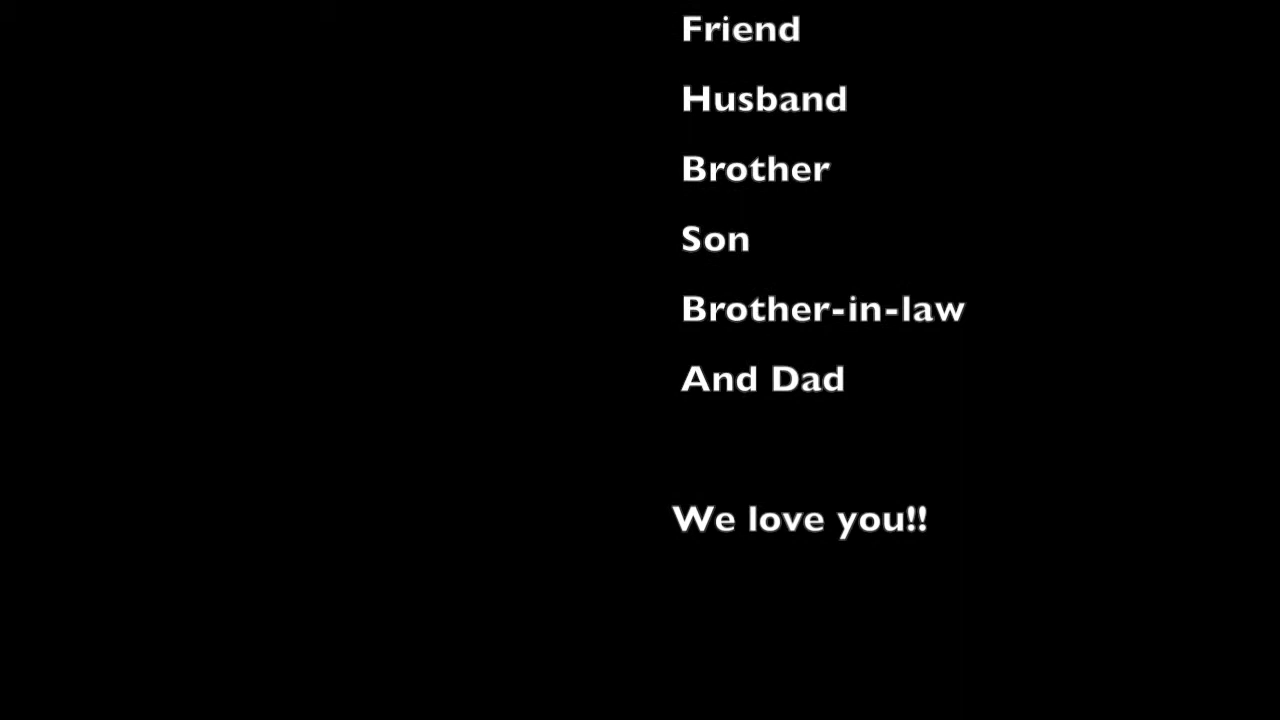 Friend
Husband
Brother
Son
Brother-in-law
And Dad
We love you!!